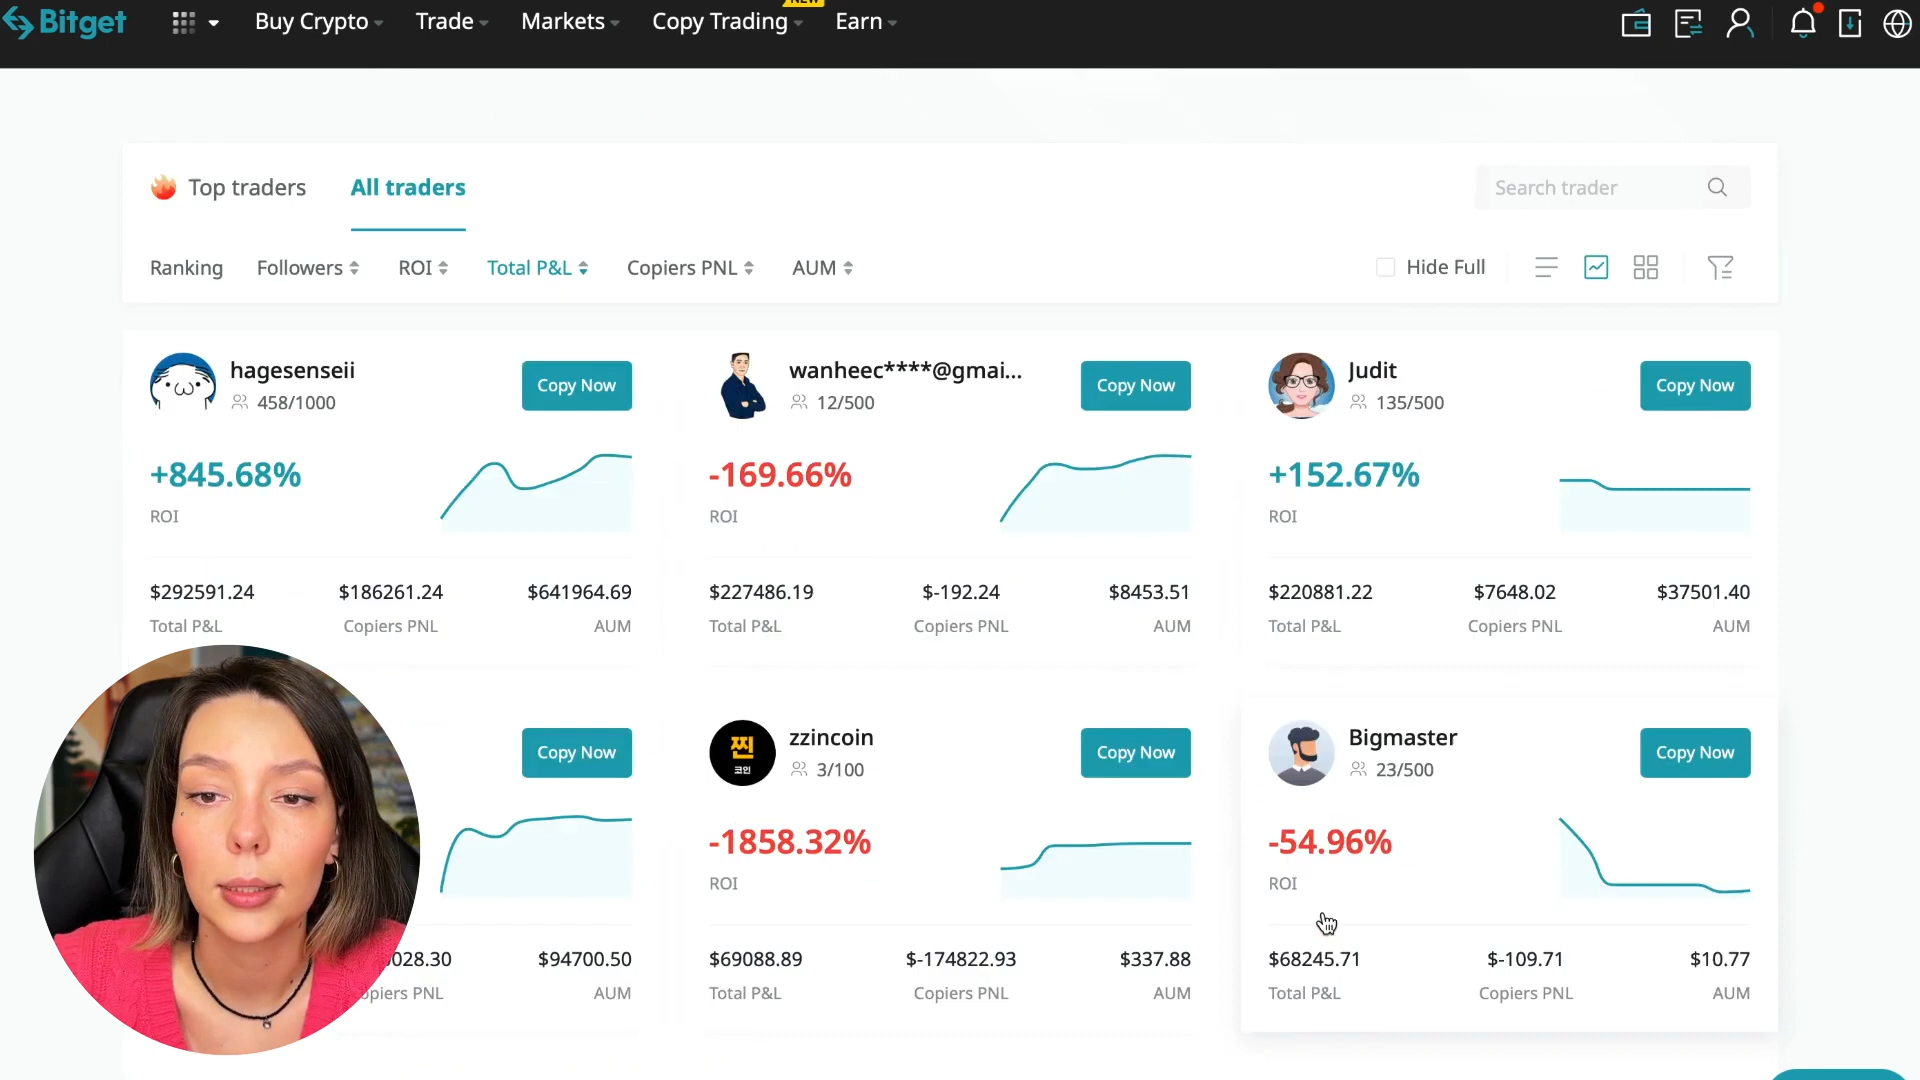 Bitget
Buy Crypto
Trade
Markets
Copy Trading
NEW
Earn
Top traders
All traders
Search trader
Ranking
Followers
ROI
Total P&L
Copiers PNL
AUM
Hide Full
hagesenseii
458/1000
Copy Now
+845.68%
ROI
$292591.24
$186261.24
$641964.69
Total P&L
Copiers PNL
AUM
wanheec****@gmai...
12/500
Copy Now
-169.66%
ROI
$227486.19
$-192.24
$8453.51
Total P&L
Copiers PNL
AUM
Judit
135/500
Copy Now
+152.67%
ROI
$220881.22
$7648.02
$37501.40
Total P&L
Copiers PNL
AUM
Copy Now
028.30
$94700.50
opiers PNL
AUM
찐
코인
zzincoin
3/100
Copy Now
-1858.32%
ROI
$69088.89
$-174822.93
$337.88
Total P&L
Copiers PNL
AUM
Bigmaster
23/500
Copy Now
-54.96%
ROI
$68245.71
$-109.71
$10.77
Total P&L
Copiers PNL
AUM